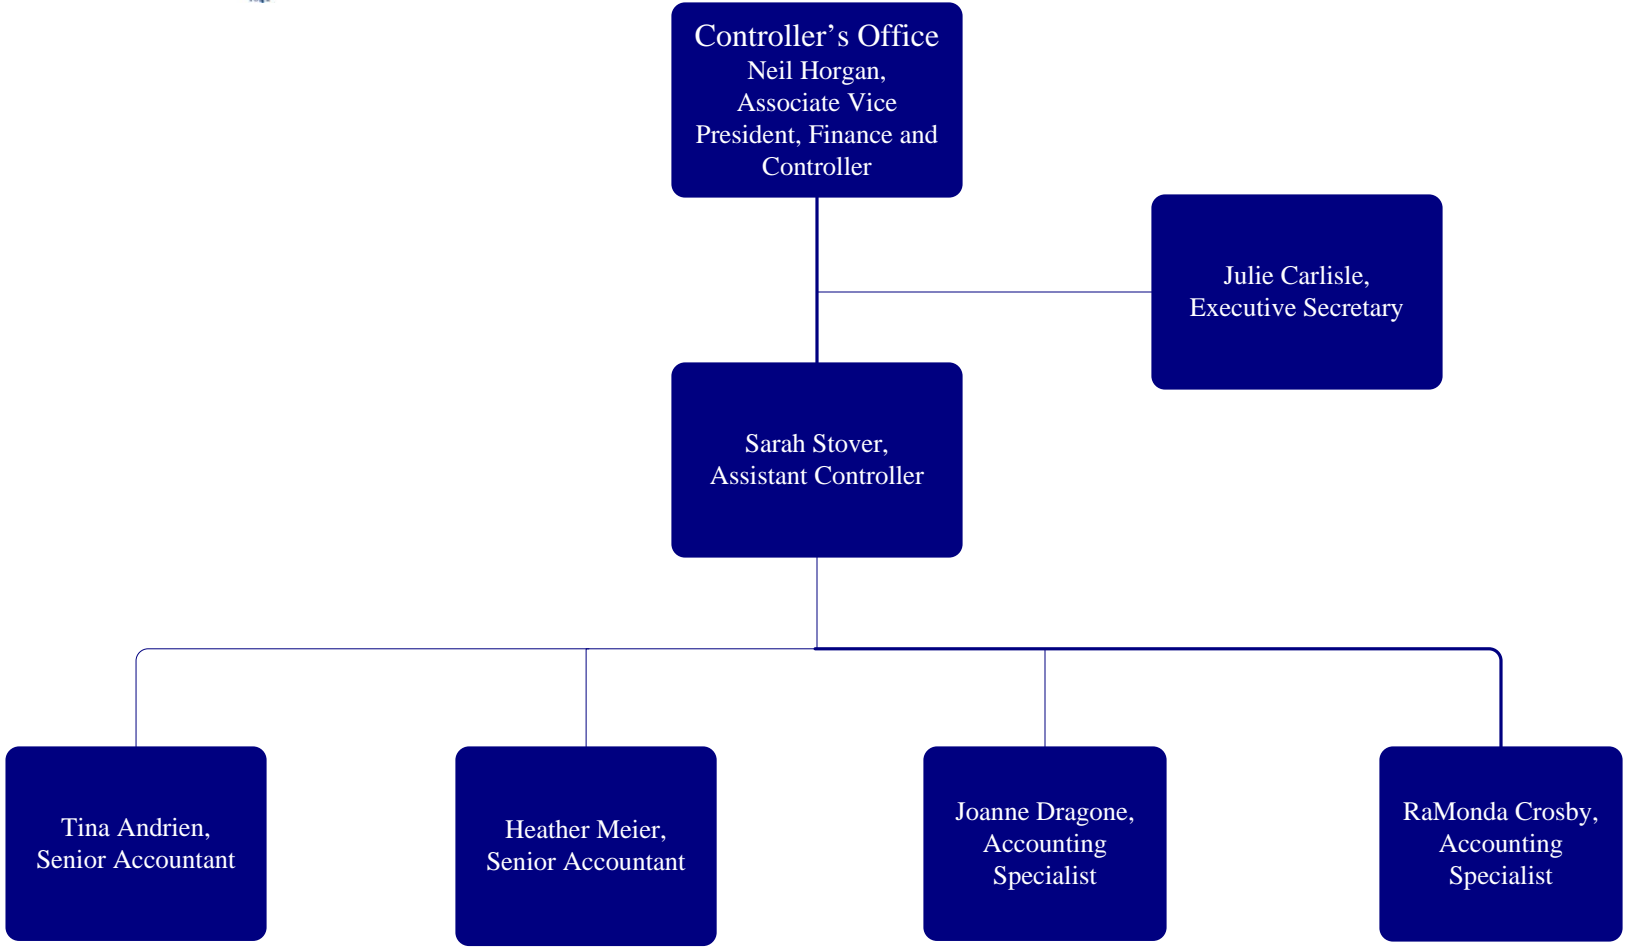 Controller’s Office
Neil Horgan,
Associate Vice
President, Finance and
Controller
Julie Carlisle,
Executive Secretary
Sarah Stover,
Assistant Controller
Tina Andrien,
Senior Accountant
Heather Meier,
Senior Accountant
Joanne Dragone,
Accounting
Specialist
RaMonda Crosby,
Accounting
Specialist